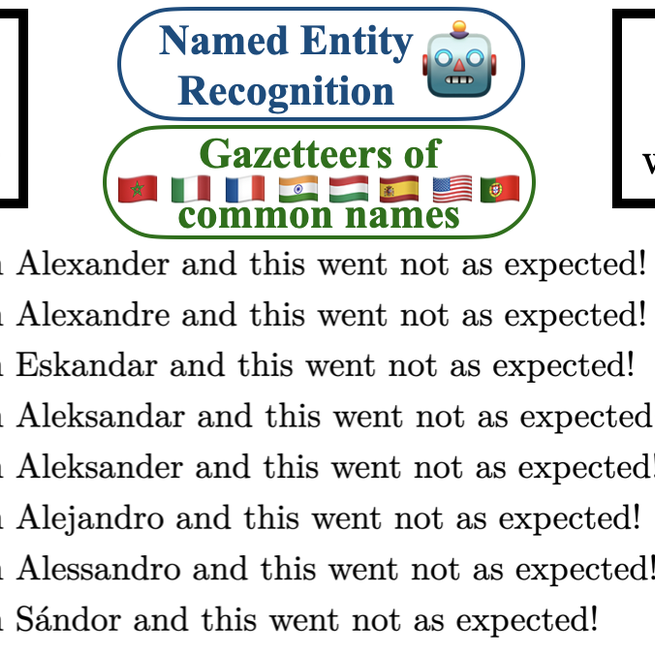 Named Entity
Recognition
Gazetteers of
common names
Alexander and this went not as expected!
Alexandre and this went not as expected!
Eskandar and this went not as expected!
Aleksandar and this went not as expected
Aleksander and this went not as expected!
Alejandro and this went not as expected!
Alessandro and this went not as expected!
Sándor and this went not as expected!